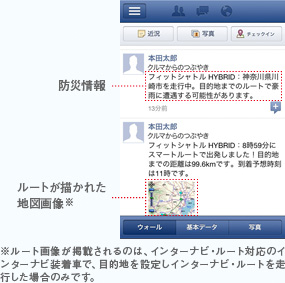 近況
写真
チェックイン
本田太郎
クルマからのつぶやき
防災情報
フィットシャトル HYBRID：神奈川県川
崎市を走行中。目的地までのルートで豪
雨に遭遇する可能性があります。
13分前
本田太郎
クルマからのつぶやき
フィットシャトル HYBRID：8時59分に
スマートルートで出発しました！目的地
までの距離は99.6kmです。到着予想時刻
は11時です。
ルートが描かれた
地図画像※
ウォール
基本データ
写真
※ルート画像が掲載されるのは、インターナビ・ルート対応のイ
ンターナビ装着車で、目的地を設定しインターナビ・ルートを走
行した場合のみです。